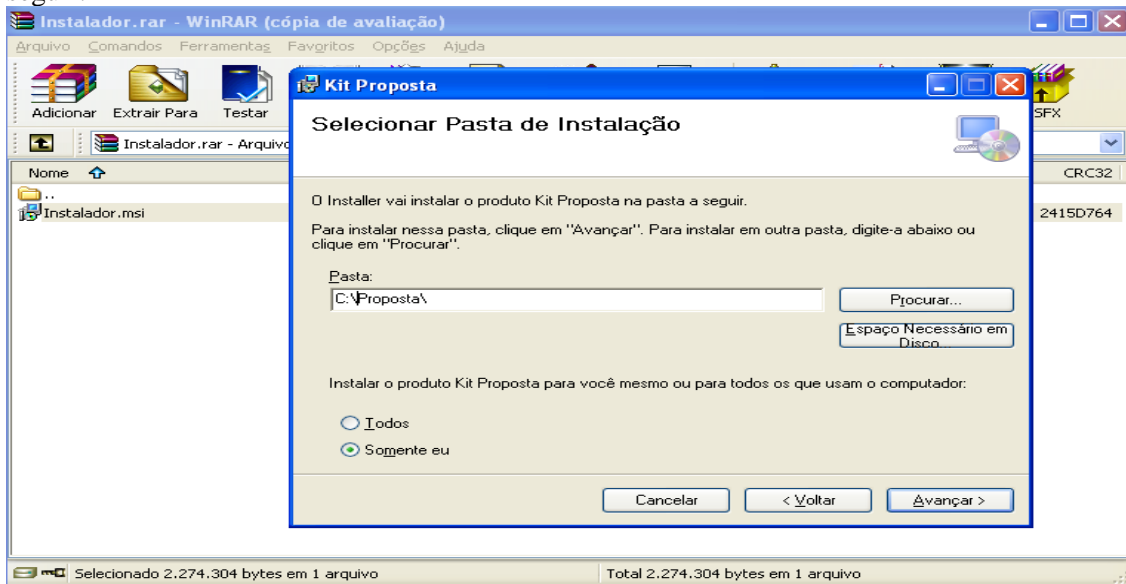 Instalador.rar - WinRAR (cópia de avaliação)
Arquivo Comandos Ferramentas Favoritos Opções Ajuda
Adicionar Extrair Para Testar SFX
Instalador.rar - Arquivo
Nome CRC32
..
Instalador.msi 2415D764
Kit Proposta
Selecionar Pasta de Instalação
O Installer vai instalar o produto Kit Proposta na pasta a seguir.
Para instalar nessa pasta, clique em "Avançar". Para instalar em outra pasta, digite-a abaixo ou
clique em "Procurar".
Pasta:
C:\Proposta\
Procurar...
Espaço Necessário em
Disco...
Instalar o produto Kit Proposta para você mesmo ou para todos os que usam o computador:
Todos
Somente eu
Cancelar < Voltar Avançar >
Selecionado 2.274.304 bytes em 1 arquivo Total 2.274.304 bytes em 1 arquivo